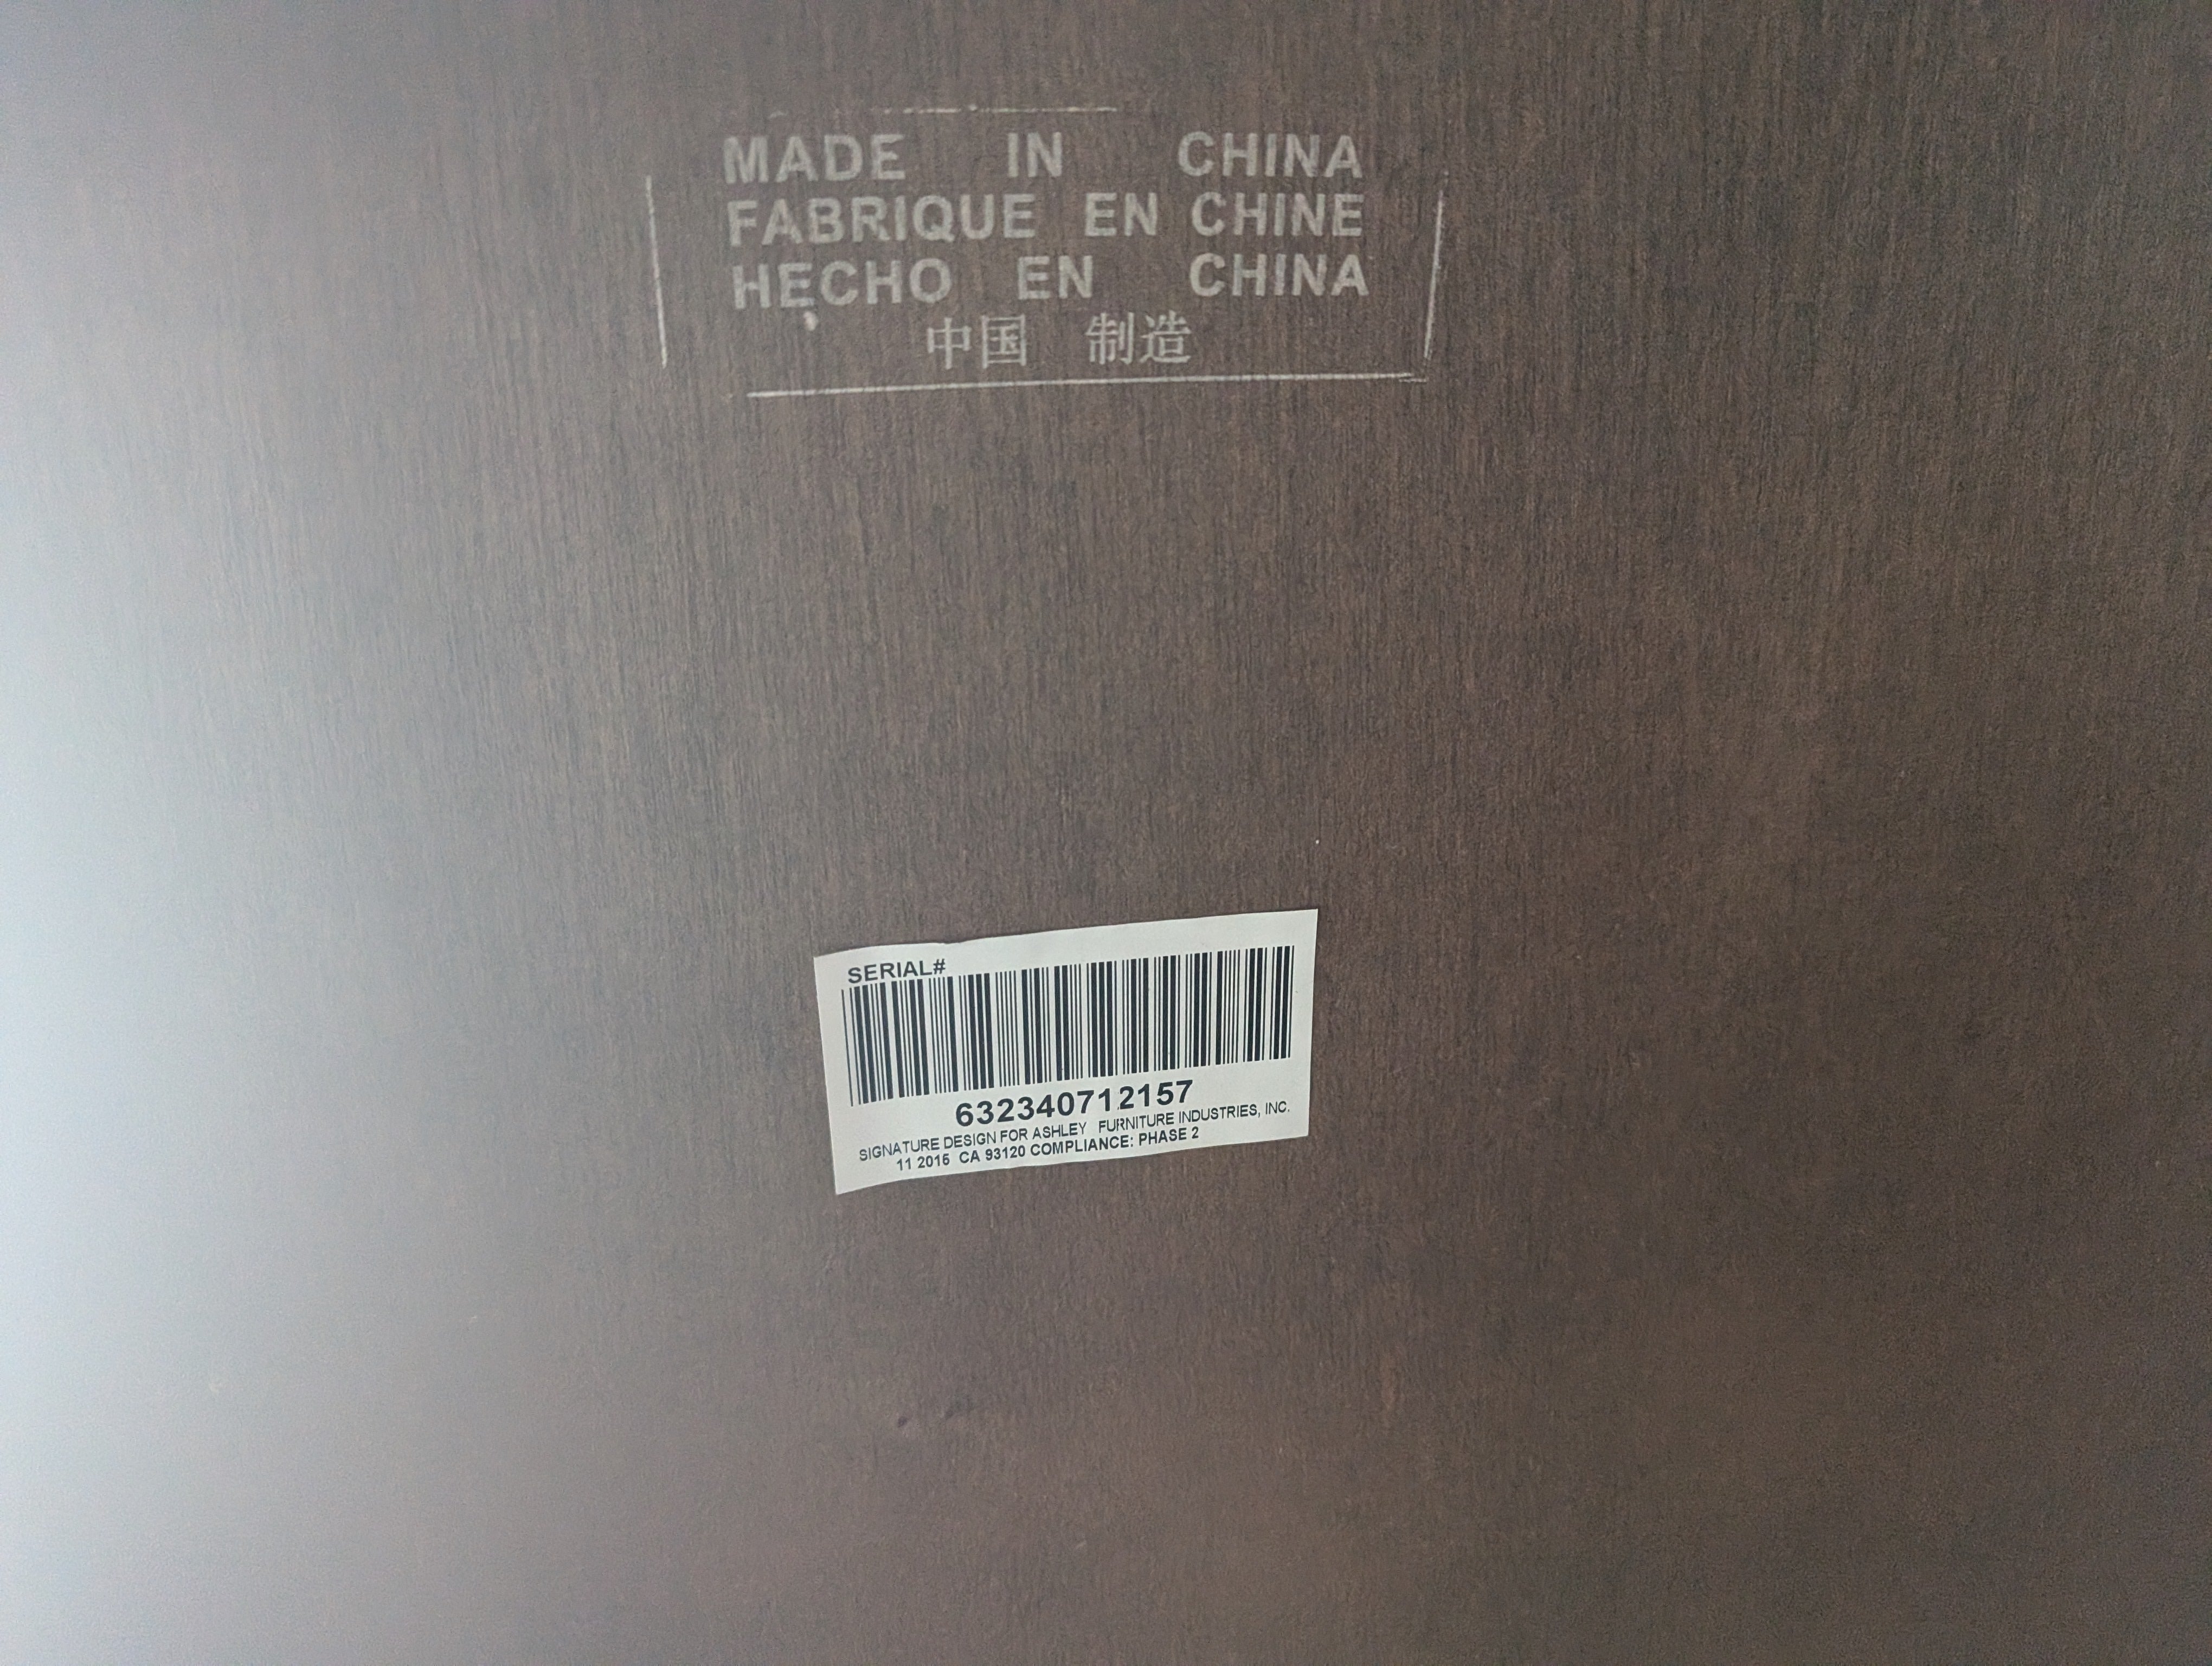 MADE IN CHINA
FABRIQUE EN CHINE
HECHO EN CHINA
中国 制造
SERIAL#
632340712157
SIGNATURE DESIGN FOR ASHLEY FURNITURE INDUSTRIES, INC.
11 2015 CA 93120 COMPLIANCE: PHASE 2